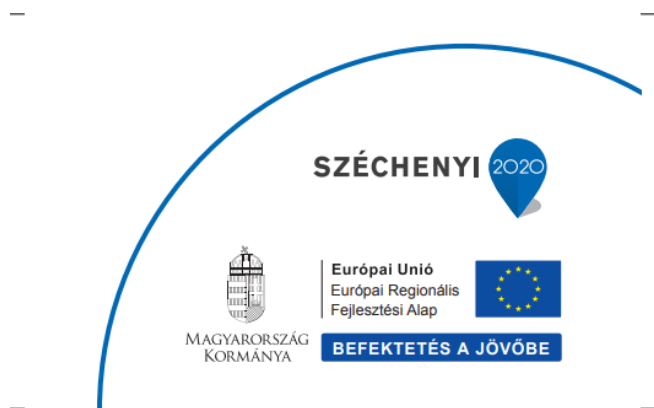 SZÉCHENYI 2020
MAGYARORSZÁG
KORMÁNYA
Európai Unió
Európai Regionális
Fejlesztési Alap
BEFEKTETÉS A JÖVŐBE